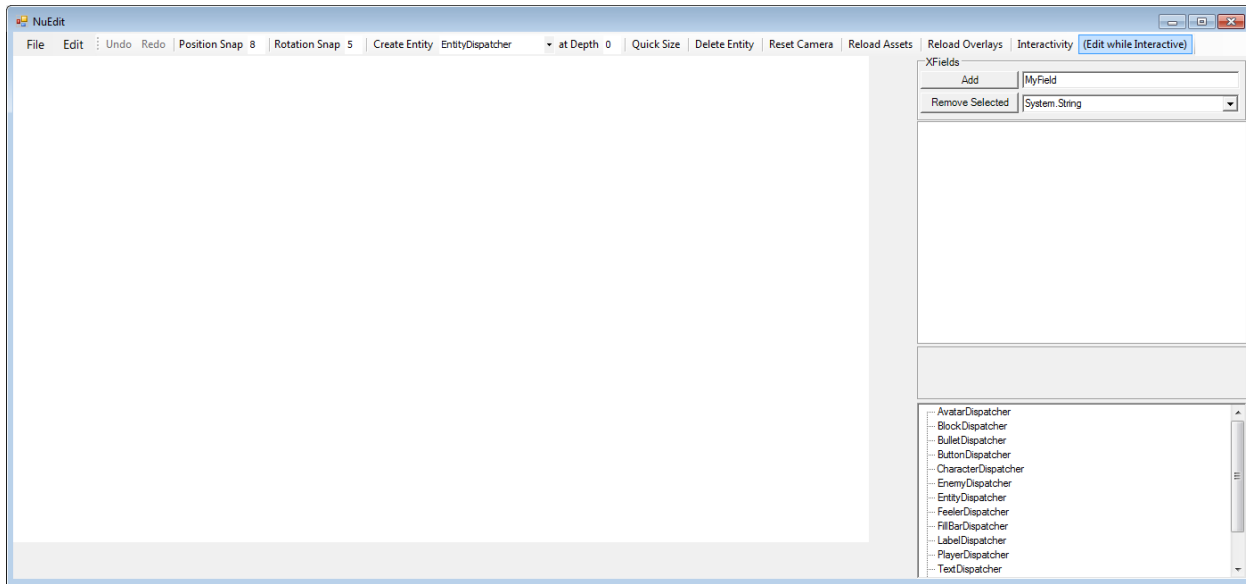 NuEdit
File Edit Undo Redo Position Snap 8 Rotation Snap 5 Create Entity EntityDispatcher at Depth 0 Quick Size Delete Entity Reset Camera Reload Assets Reload Overlays Interactivity (Edit while Interactive)
XFields
Add MyField
Remove Selected System.String
AvatarDispatcher
BlockDispatcher
BulletDispatcher
ButtonDispatcher
CharacterDispatcher
EnemyDispatcher
EntityDispatcher
FeelerDispatcher
FillBarDispatcher
LabelDispatcher
PlayerDispatcher
TextDispatcher